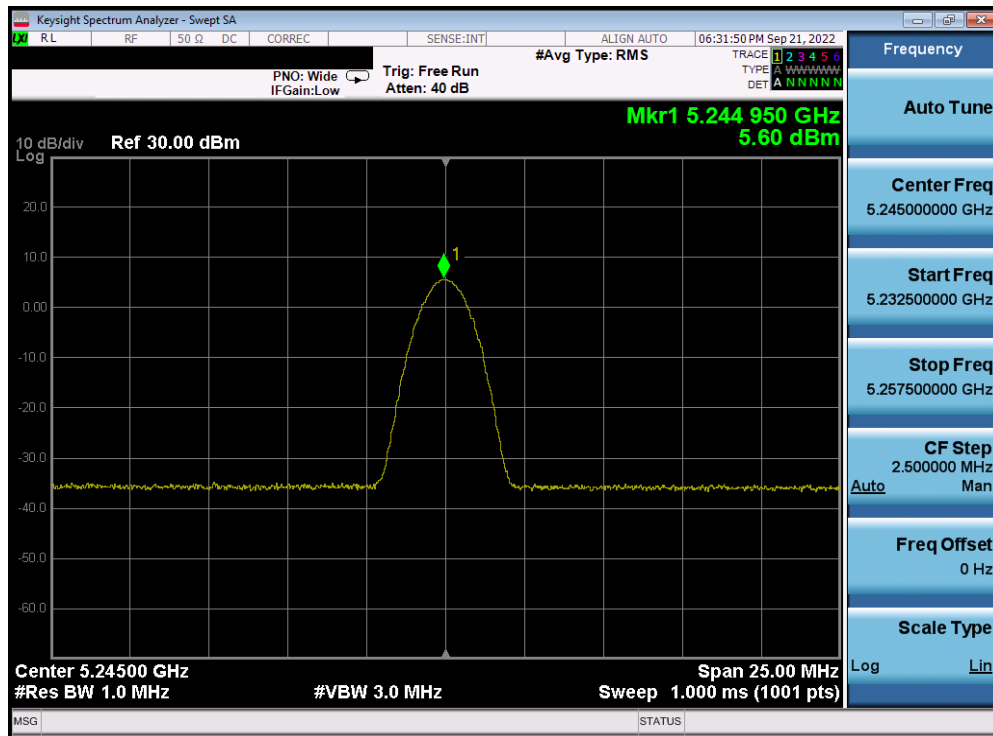 Keysight Spectrum Analyzer - Swept SA
LXI RL RF 50 Ω DC CORREC SENSE:INT ALIGN AUTO 06:31:50 PM Sep 21, 2022
#Avg Type: RMS
TRACE 1 2 3 4 5 6
TYPE A WWWWW
DET A N N N N N
PNO: Wide
IFGain:Low
Trig: Free Run
Atten: 40 dB
Mkr1 5.244 950 GHz
5.60 dBm
10 dB/div
Log
Ref 30.00 dBm
1
20.0
10.0
0.00
-10.0
-20.0
-30.0
-40.0
-50.0
-60.0
Center 5.24500 GHz
Span 25.00 MHz
#Res BW 1.0 MHz
#VBW 3.0 MHz
Sweep 1.000 ms (1001 pts)
MSG
STATUS
Frequency
Auto Tune
Center Freq
5.245000000 GHz
Start Freq
5.232500000 GHz
Stop Freq
5.257500000 GHz
CF Step
2.500000 MHz
Auto Man
Freq Offset
0 Hz
Scale Type
Log Lin